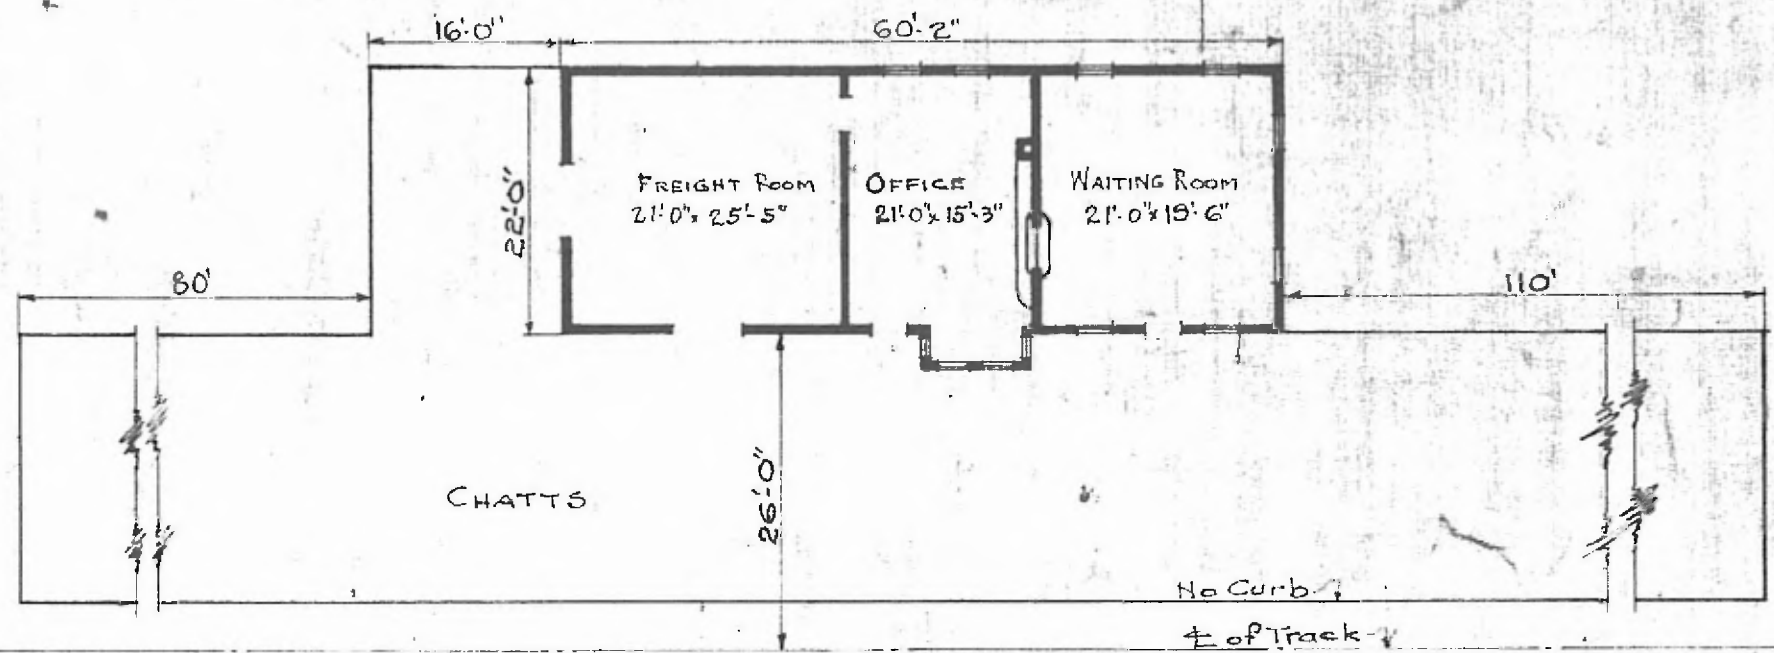 16'-0"
60'-2"
FREIGHT ROOM
21'-0" x 25'-5"
OFFICE
21'-0" x 15'-3"
WAITING ROOM
21'-0" x 19'-6"
22'-0"
80'
110'
CHATTS
26'-0"
No Curb
℄ of Track